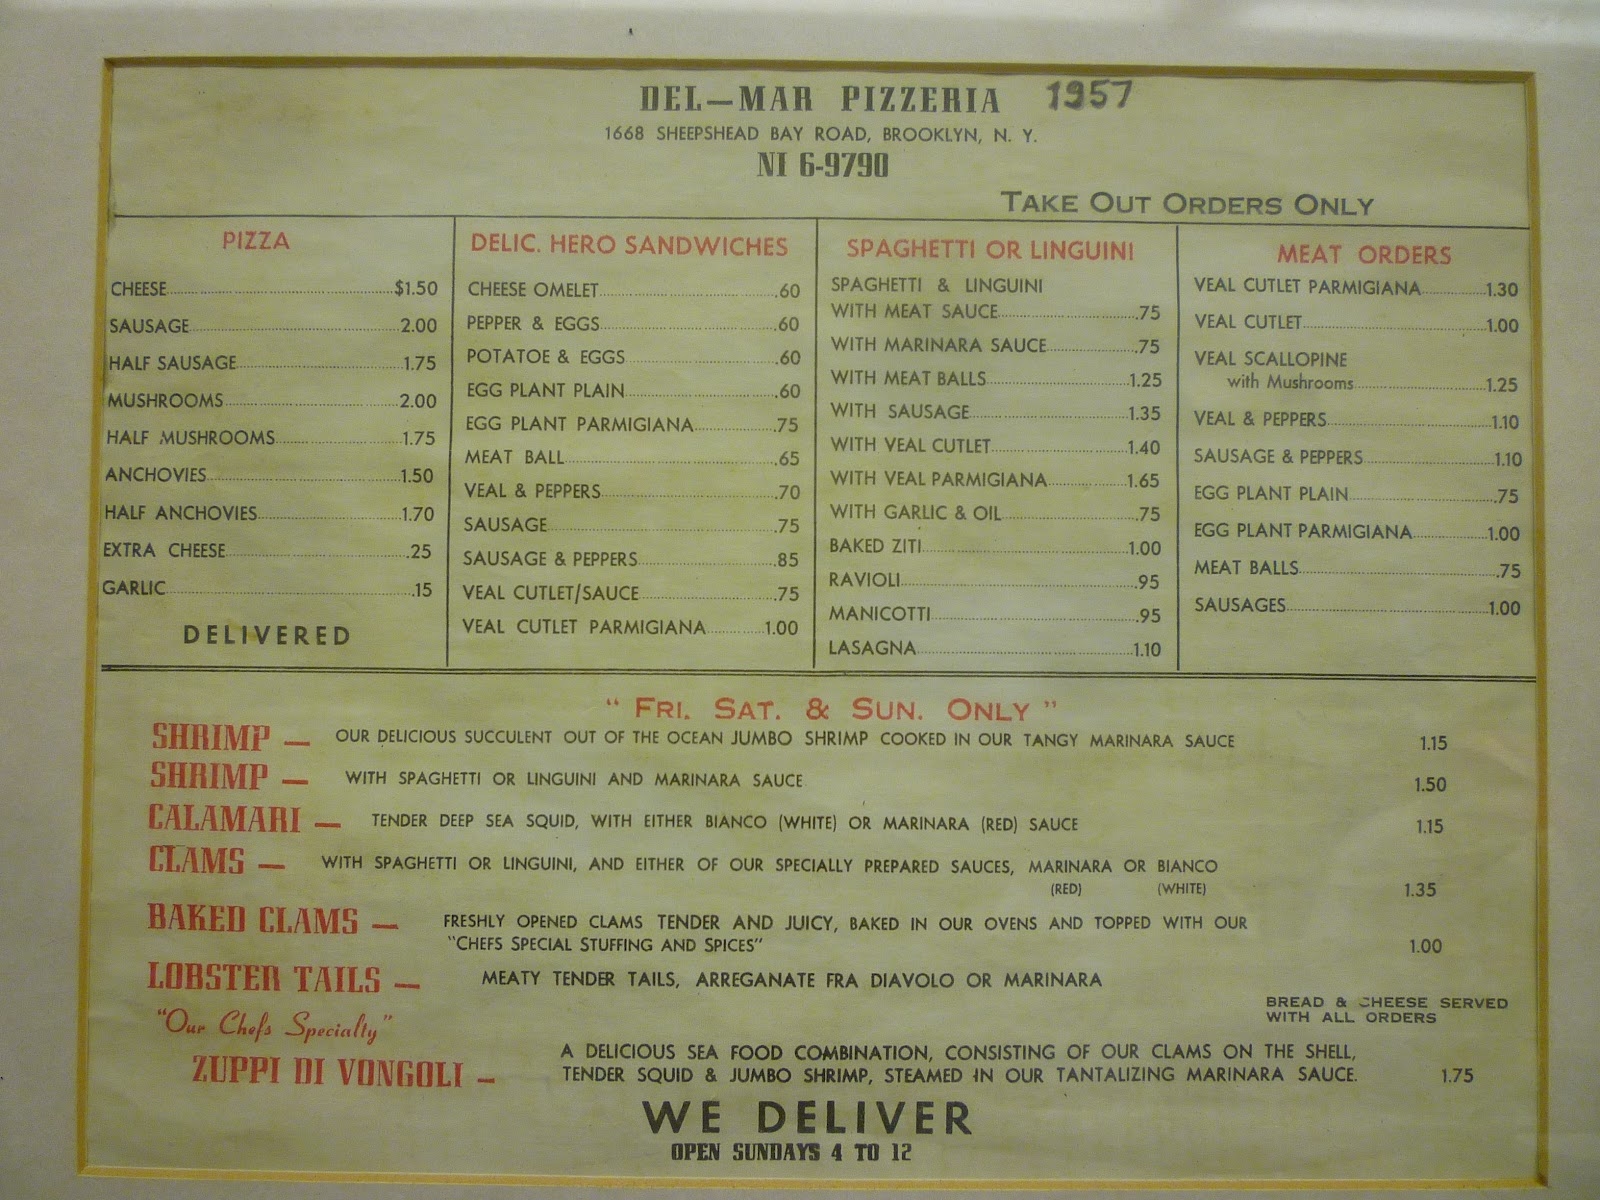 DEL—MAR PIZZERIA 1957
1668 SHEEPSHEAD BAY ROAD, BROOKLYN, N. Y.
NI 6-9790
TAKE OUT ORDERS ONLY
PIZZA
CHEESE $1.50
SAUSAGE 2.00
HALF SAUSAGE 1.75
MUSHROOMS 2.00
HALF MUSHROOMS 1.75
ANCHOVIES 1.50
HALF ANCHOVIES 1.70
EXTRA CHEESE .25
GARLIC .15
DELIVERED
DELIC. HERO SANDWICHES
CHEESE OMELET .60
PEPPER & EGGS .60
POTATOE & EGGS .60
EGG PLANT PLAIN .60
EGG PLANT PARMIGIANA .75
MEAT BALL .65
VEAL & PEPPERS .70
SAUSAGE .75
SAUSAGE & PEPPERS .85
VEAL CUTLET/SAUCE .75
VEAL CUTLET PARMIGIANA 1.00
SPAGHETTI OR LINGUINI
SPAGHETTI & LINGUINI
WITH MEAT SAUCE .75
WITH MARINARA SAUCE .75
WITH MEAT BALLS 1.25
WITH SAUSAGE 1.35
WITH VEAL CUTLET 1.40
WITH VEAL PARMIGIANA 1.65
WITH GARLIC & OIL .75
BAKED ZITI 1.00
RAVIOLI .95
MANICOTTI .95
LASAGNA 1.10
MEAT ORDERS
VEAL CUTLET PARMIGIANA 1.30
VEAL CUTLET 1.00
VEAL SCALLOPINE
with Mushrooms 1.25
VEAL & PEPPERS 1.10
SAUSAGE & PEPPERS 1.10
EGG PLANT PLAIN .75
EGG PLANT PARMIGIANA 1.00
MEAT BALLS .75
SAUSAGES 1.00
" FRI. SAT. & SUN. ONLY "
SHRIMP — OUR DELICIOUS SUCCULENT OUT OF THE OCEAN JUMBO SHRIMP COOKED IN OUR TANGY MARINARA SAUCE 1.15
SHRIMP — WITH SPAGHETTI OR LINGUINI AND MARINARA SAUCE 1.50
CALAMARI — TENDER DEEP SEA SQUID, WITH EITHER BIANCO (WHITE) OR MARINARA (RED) SAUCE 1.15
CLAMS — WITH SPAGHETTI OR LINGUINI, AND EITHER OF OUR SPECIALLY PREPARED SAUCES, MARINARA OR BIANCO
(RED) (WHITE) 1.35
BAKED CLAMS — FRESHLY OPENED CLAMS TENDER AND JUICY, BAKED IN OUR OVENS AND TOPPED WITH OUR
"CHEFS SPECIAL STUFFING AND SPICES" 1.00
LOBSTER TAILS — MEATY TENDER TAILS, ARREGANATE FRA DIAVOLO OR MARINARA
BREAD & CHEESE SERVED
WITH ALL ORDERS
"Our Chefs Specialty"
ZUPPI DI VONGOLI — A DELICIOUS SEA FOOD COMBINATION, CONSISTING OF OUR CLAMS ON THE SHELL,
TENDER SQUID & JUMBO SHRIMP, STEAMED IN OUR TANTALIZING MARINARA SAUCE. 1.75
WE DELIVER
OPEN SUNDAYS 4 TO 12